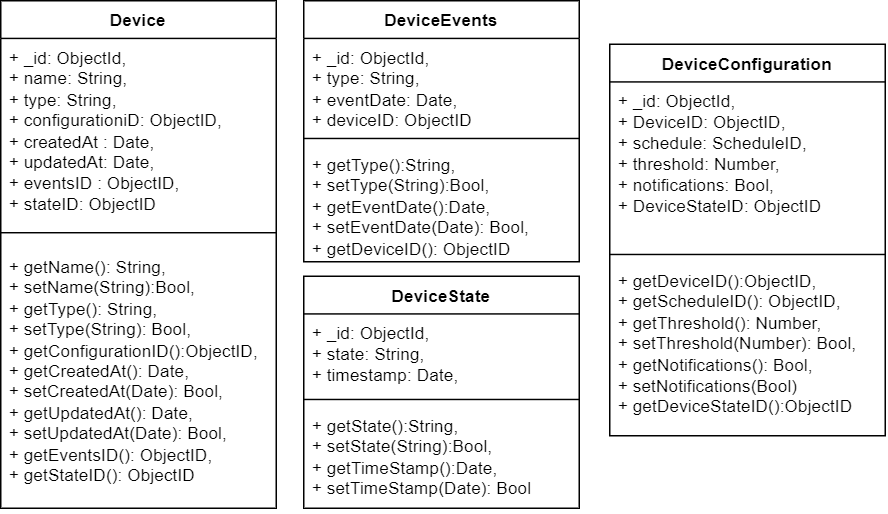 Device
+ _id: ObjectId,
+ name: String,
+ type: String,
+ configurationiD: ObjectID,
+ createdAt : Date,
+ updatedAt: Date,
+ eventsID : ObjectID,
+ stateID: ObjectID
+ getName(): String,
+ setName(String):Bool,
+ getType(): String,
+ setType(String): Bool,
+ getConfigurationID():ObjectID,
+ getCreatedAt(): Date,
+ setCreatedAt(Date): Bool,
+ getUpdatedAt(): Date,
+ setUpdatedAt(Date): Bool,
+ getEventsID(): ObjectID,
+ getStateID(): ObjectID
DeviceEvents
+ _id: ObjectId,
+ type: String,
+ eventDate: Date,
+ deviceID: ObjectID
+ getType():String,
+ setType(String):Bool,
+ getEventDate():Date,
+ setEventDate(Date): Bool,
+ getDeviceID(): ObjectID
DeviceState
+ _id: ObjectId,
+ state: String,
+ timestamp: Date,
+ getState():String,
+ setState(String):Bool,
+ getTimeStamp():Date,
+ setTimeStamp(Date): Bool
DeviceConfiguration
+ _id: ObjectId,
+ DeviceID: ObjectID,
+ schedule: ScheduleID,
+ threshold: Number,
+ notifications: Bool,
+ DeviceStateID: ObjectID
+ getDeviceID():ObjectID,
+ getScheduleID(): ObjectID,
+ getThreshold(): Number,
+ setThreshold(Number): Bool,
+ getNotifications(): Bool,
+ setNotifications(Bool)
+ getDeviceStateID():ObjectID